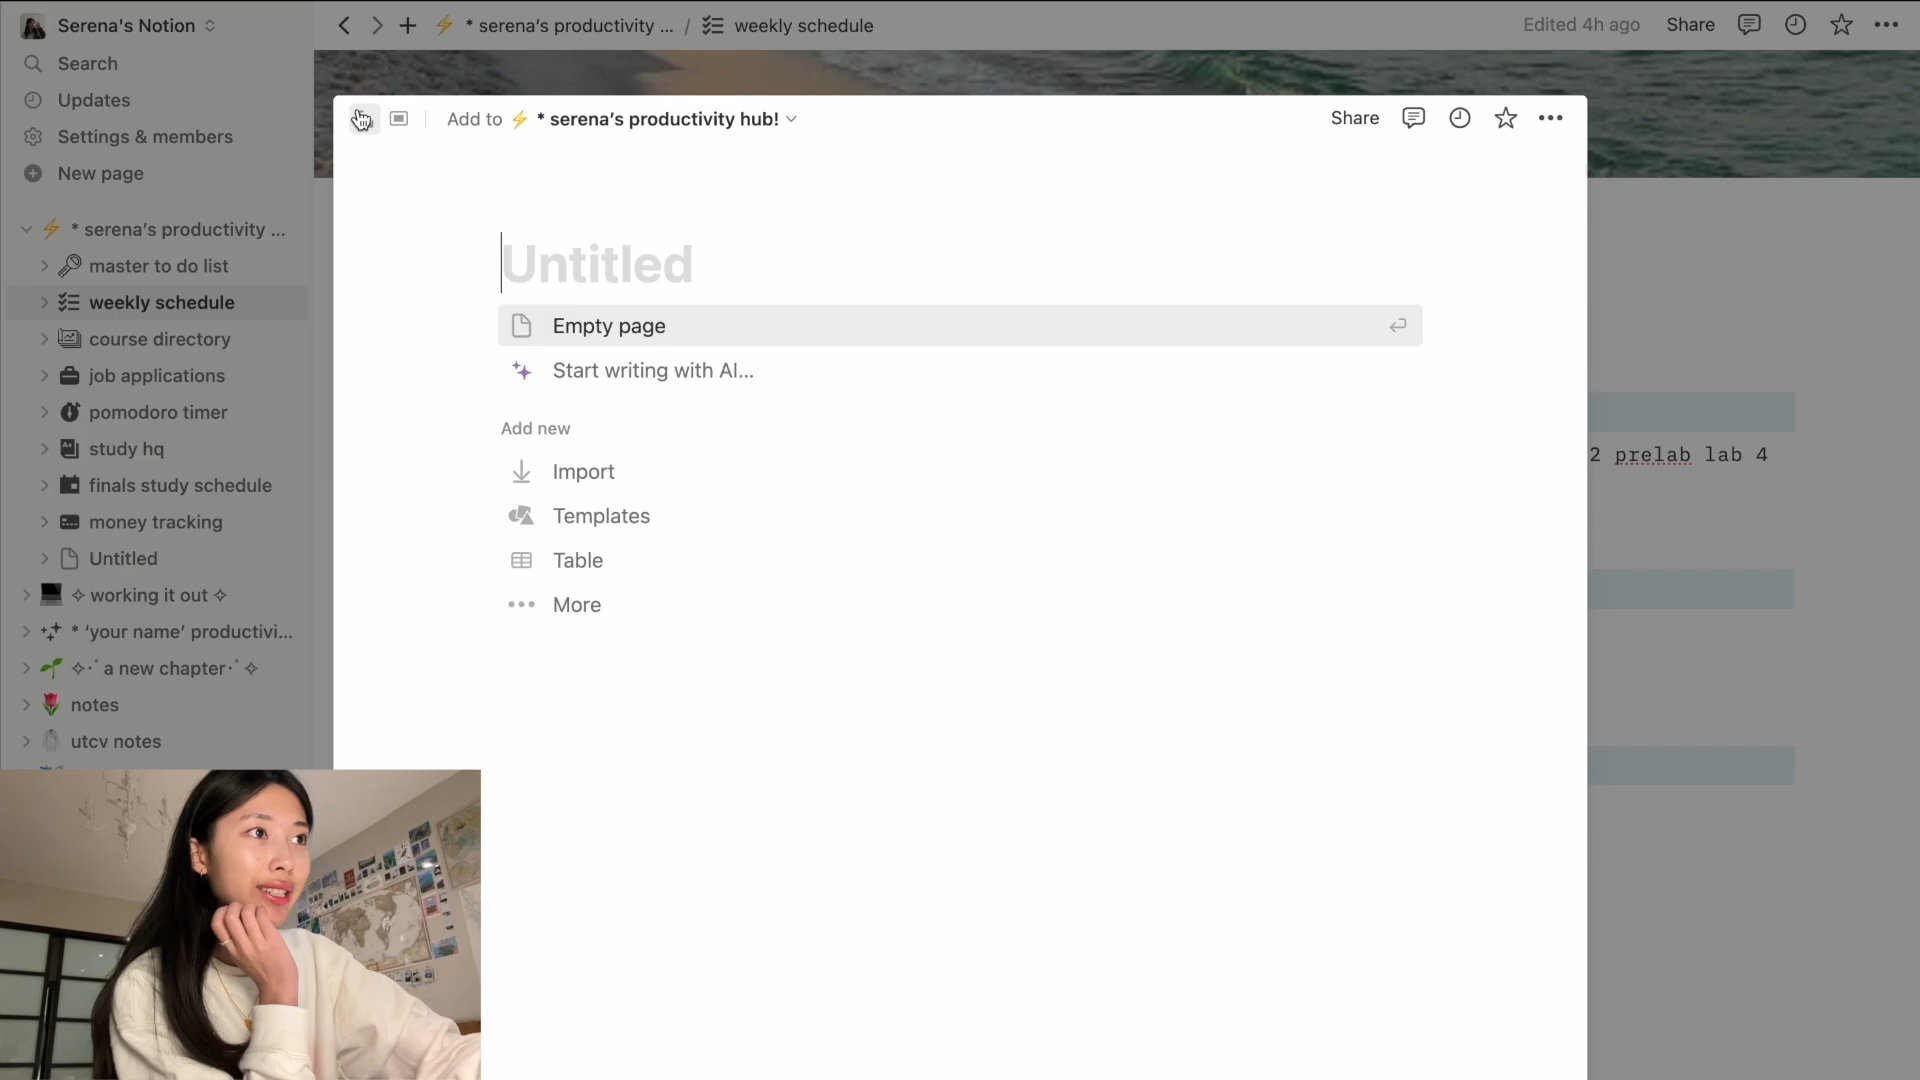 Serena's Notion
* serena's productivity ... / weekly schedule
Edited 4h ago
Share
Search
Updates
Settings & members
New page
* serena's productivity ...
master to do list
weekly schedule
course directory
job applications
pomodoro timer
study hq
finals study schedule
money tracking
Untitled
✧ working it out ✧
* 'your name' productivi...
✧･ﾟ a new chapter･ﾟ ✧
notes
utcv notes
Add to ⚡ * serena's productivity hub!
Share
Untitled
Empty page
Start writing with AI...
Add new
Import
Templates
Table
More
2 prelab lab 4